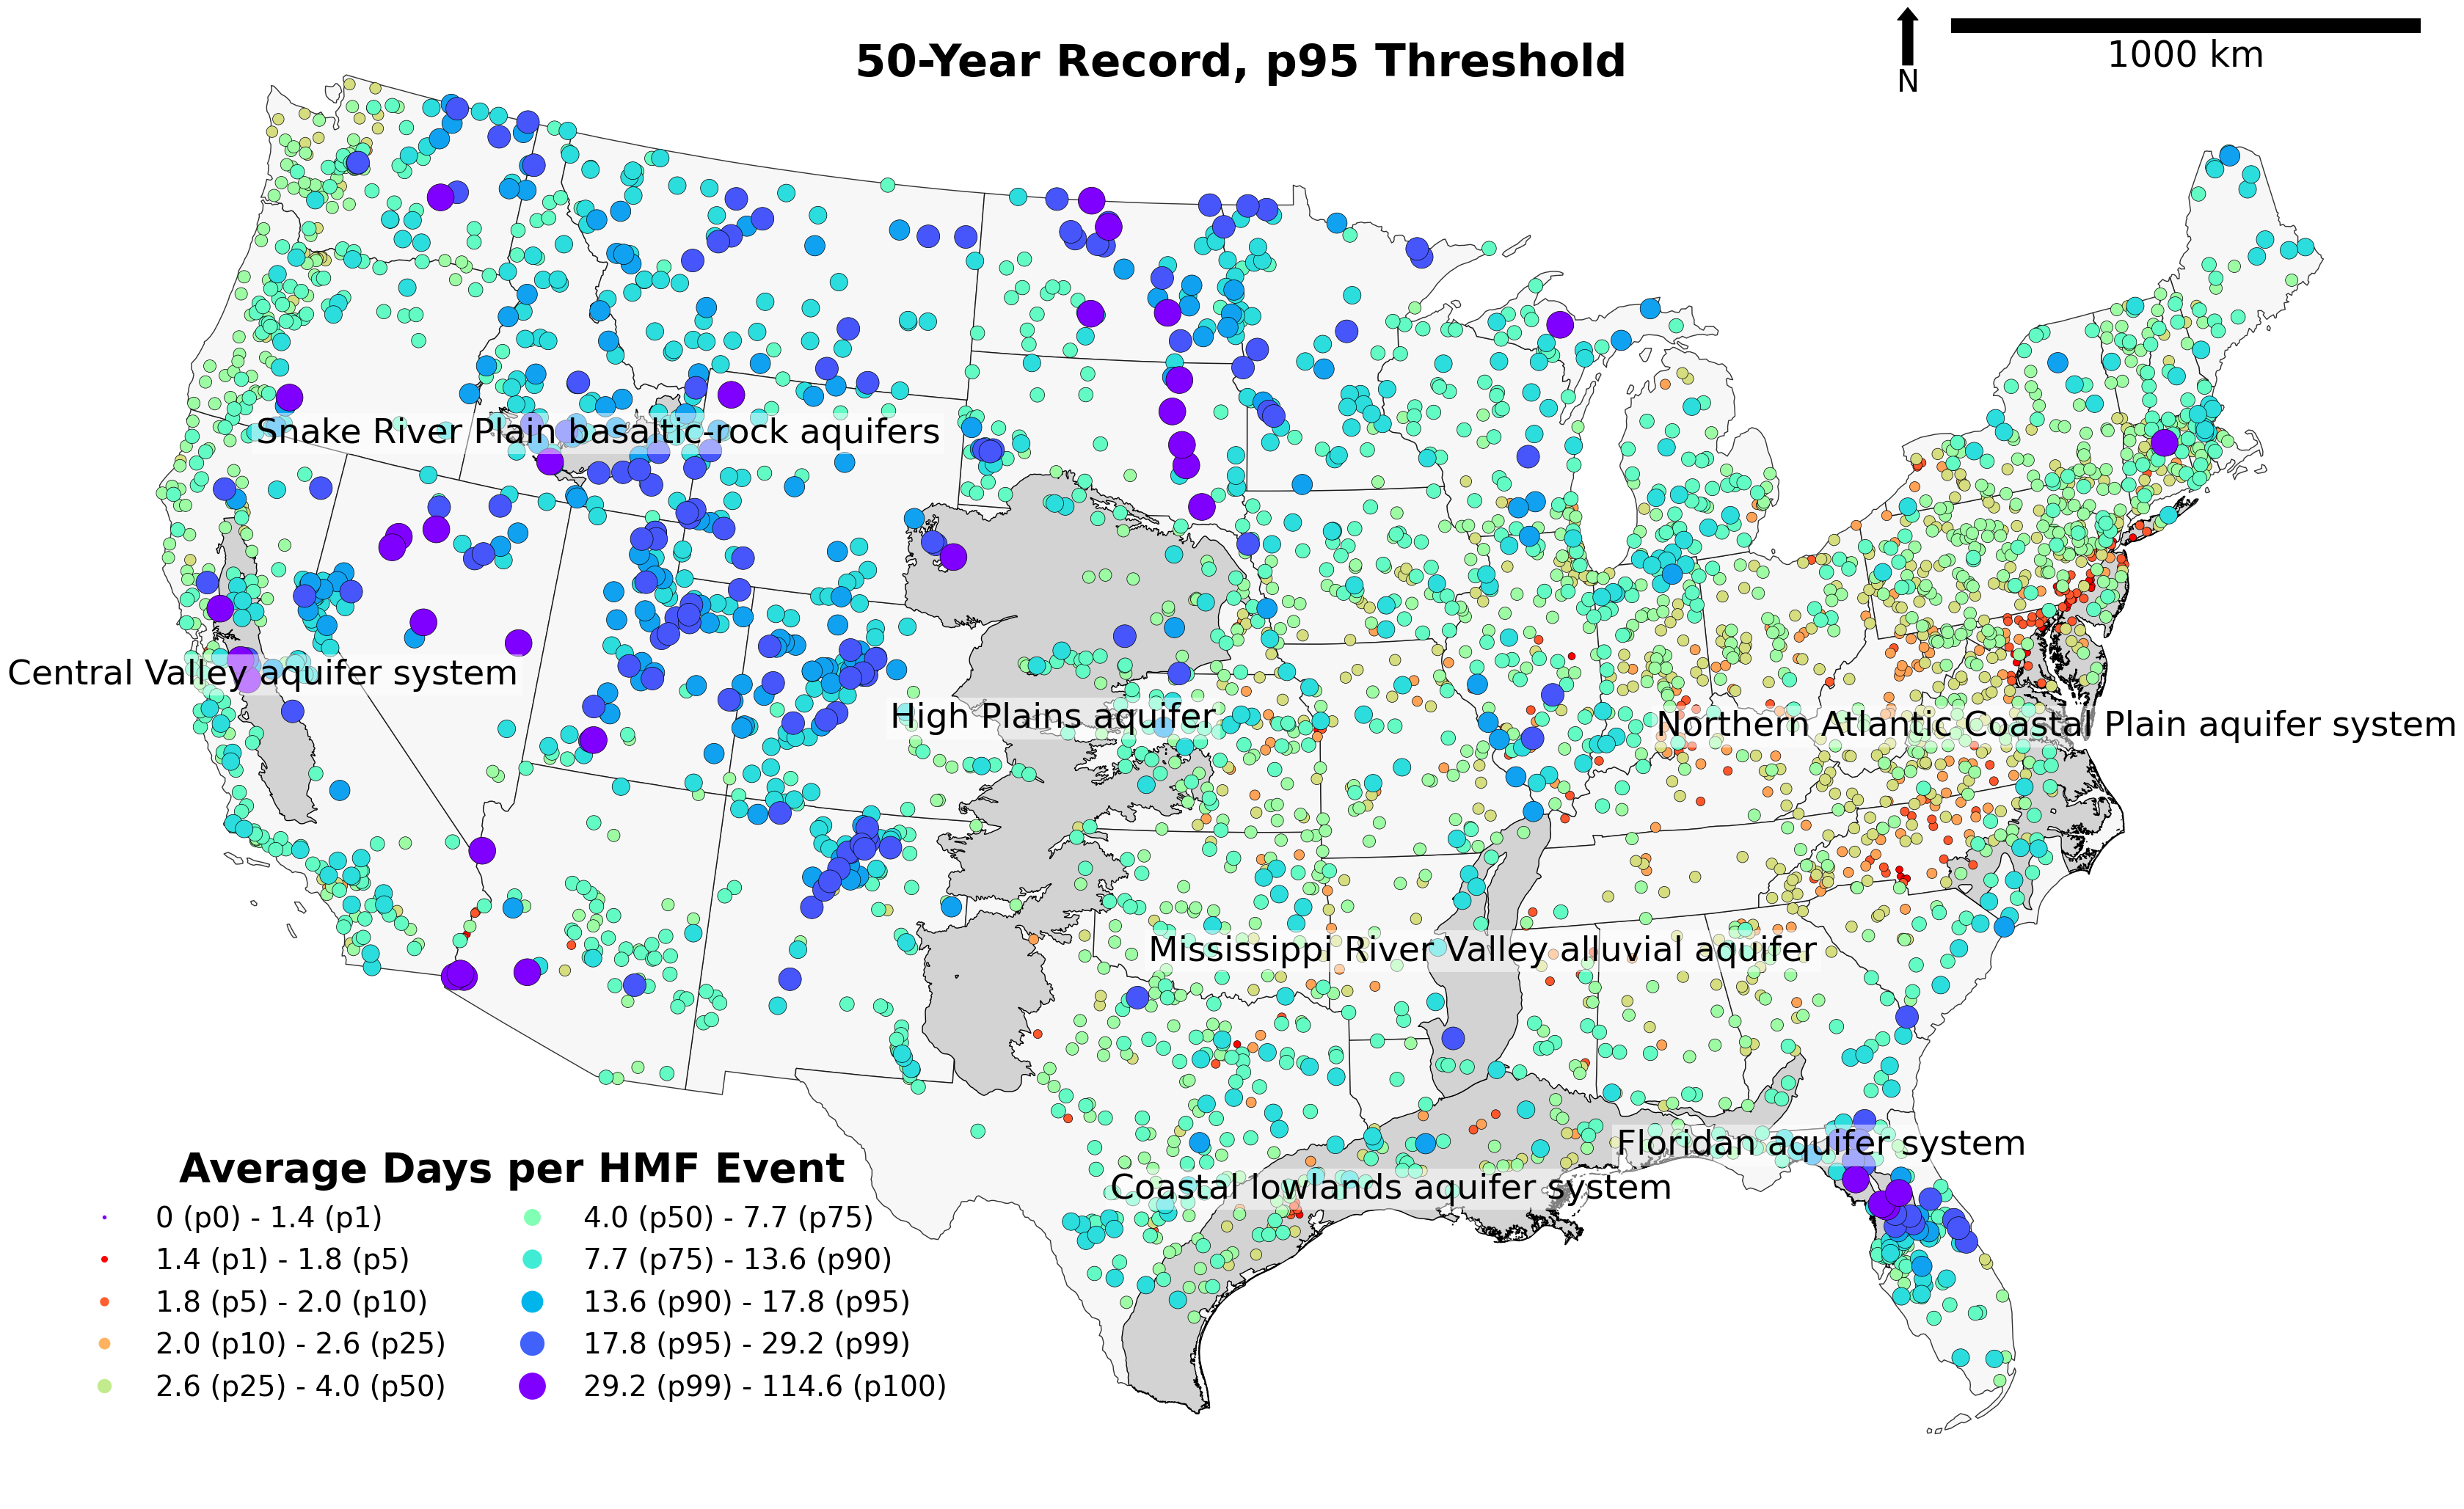 50-Year Record, p95 Threshold
N
1000 km
Snake River Plain basaltic-rock aquifers
Central Valley aquifer system
High Plains aquifer
Northern Atlantic Coastal Plain aquifer system
Mississippi River Valley alluvial aquifer
Floridan aquifer system
Coastal lowlands aquifer system
Average Days per HMF Event
0 (p0) - 1.4 (p1)
1.4 (p1) - 1.8 (p5)
1.8 (p5) - 2.0 (p10)
2.0 (p10) - 2.6 (p25)
2.6 (p25) - 4.0 (p50)
4.0 (p50) - 7.7 (p75)
7.7 (p75) - 13.6 (p90)
13.6 (p90) - 17.8 (p95)
17.8 (p95) - 29.2 (p99)
29.2 (p99) - 114.6 (p100)